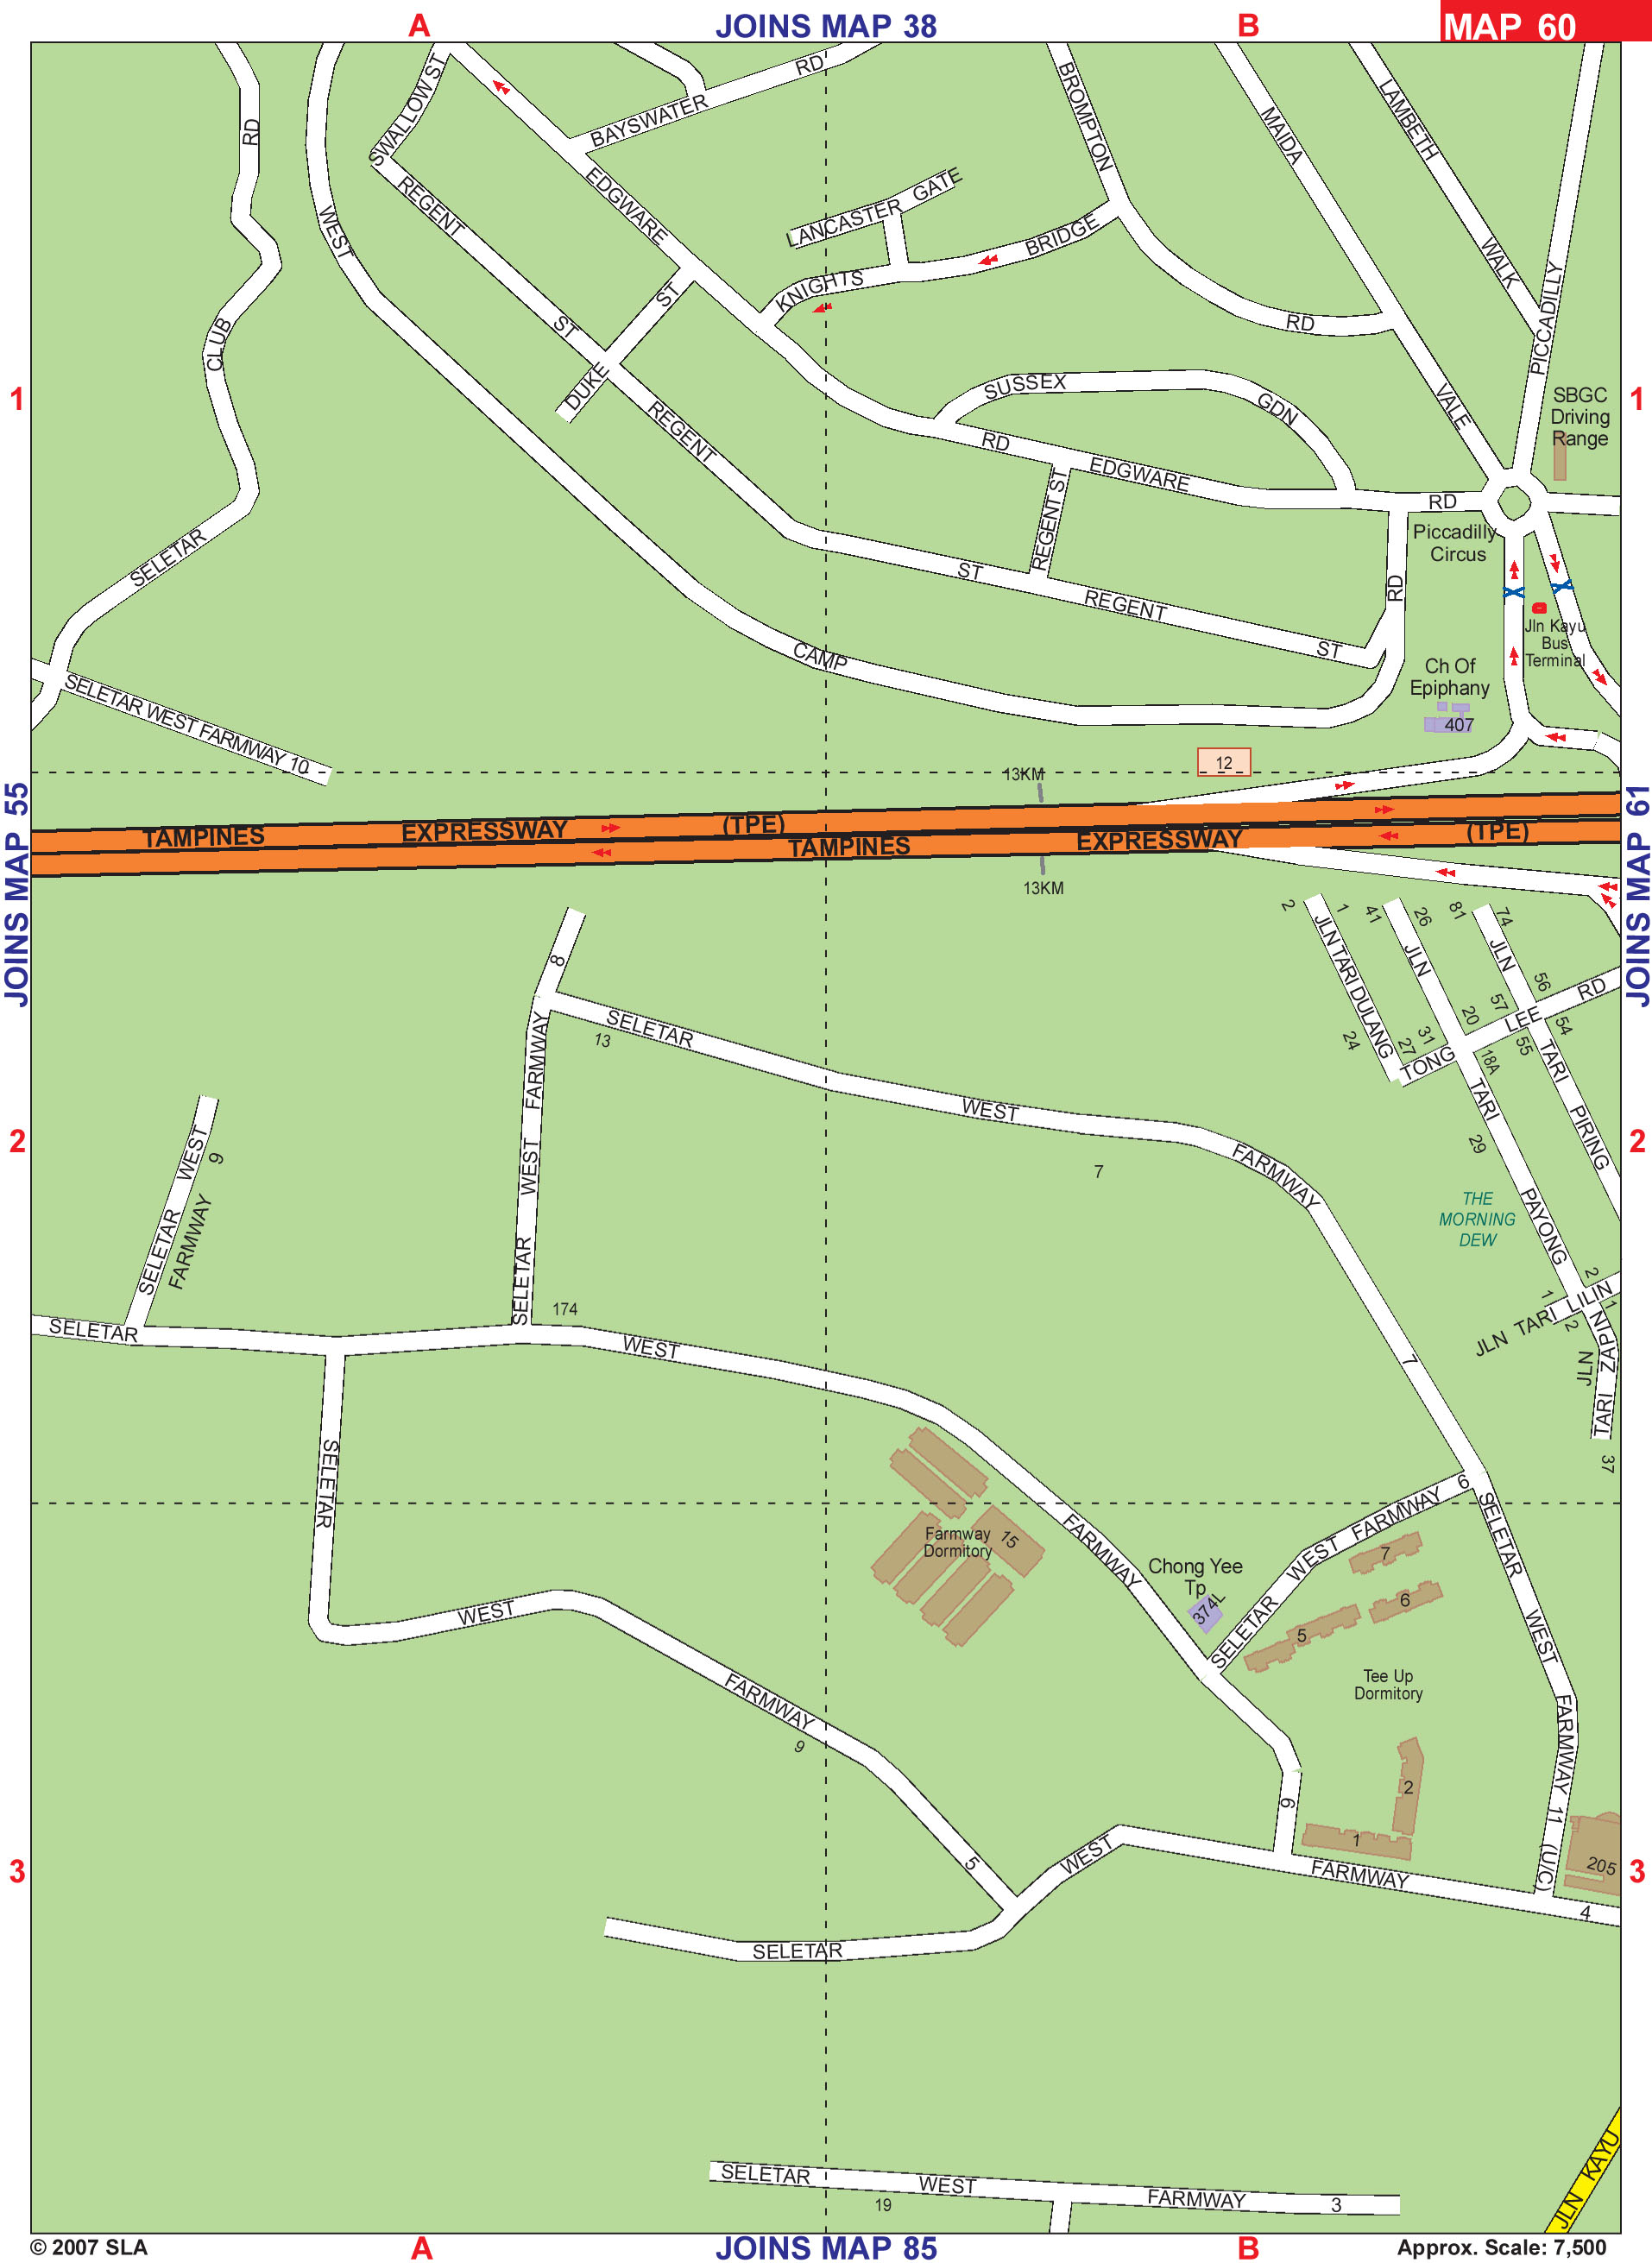 A
JOINS MAP 38
B
MAP 60
RD
WEST
CLUB
SELETAR
SWALLOW ST
REGENT
ST
BAYSWATER
RD
EDGWARE
LANCASTER GATE
KNIGHTS
BRIDGE
BROMPTON
RD
MAIDA
VALE
LAMBETH
WALK
PICCADILLY
ST
DUKE
REGENT
SUSSEX
GDN
RD
EDGWARE
RD
REGENT ST
ST
REGENT
ST
RD
CAMP
1
1
SBGC
Driving
Range
Piccadilly
Circus
Jln Kayu
Bus
Terminal
Ch Of
Epiphany
407
SELETAR WEST FARMWAY 10
12
13KM
TAMPINES
EXPRESSWAY
(TPE)
TAMPINES
EXPRESSWAY
(TPE)
13KM
JOINS MAP 55
JOINS MAP 61
2
1
JLN TARI DULANG
24
27
41
26
JLN
31
20
TARI
18A
29
PAYONG
81
74
JLN
57
56
TARI
55
54
PIRING
TONG
LEE
RD
8
SELETAR
13
WEST
7
FARMWAY
7
SELETAR
WEST
FARMWAY
2
2
SELETAR WEST
FARMWAY
9
THE
MORNING
DEW
JLN TARI LILIN
1
2
2
1
JLN
TARI
ZAPIN
37
SELETAR
174
WEST
FARMWAY
6
SELETAR
WEST
FARMWAY
9
5
Farmway
Dormitory
15
Chong Yee
Tp
374L
SELETAR WEST FARMWAY 6
7
6
5
Tee Up
Dormitory
2
1
SELETAR WEST FARMWAY 11 (U/C)
205
3
3
SELETAR
WEST
FARMWAY
4
SELETAR
WEST
FARMWAY
3
19
JLN KAYU
© 2007 SLA
A
JOINS MAP 85
B
Approx. Scale: 7,500